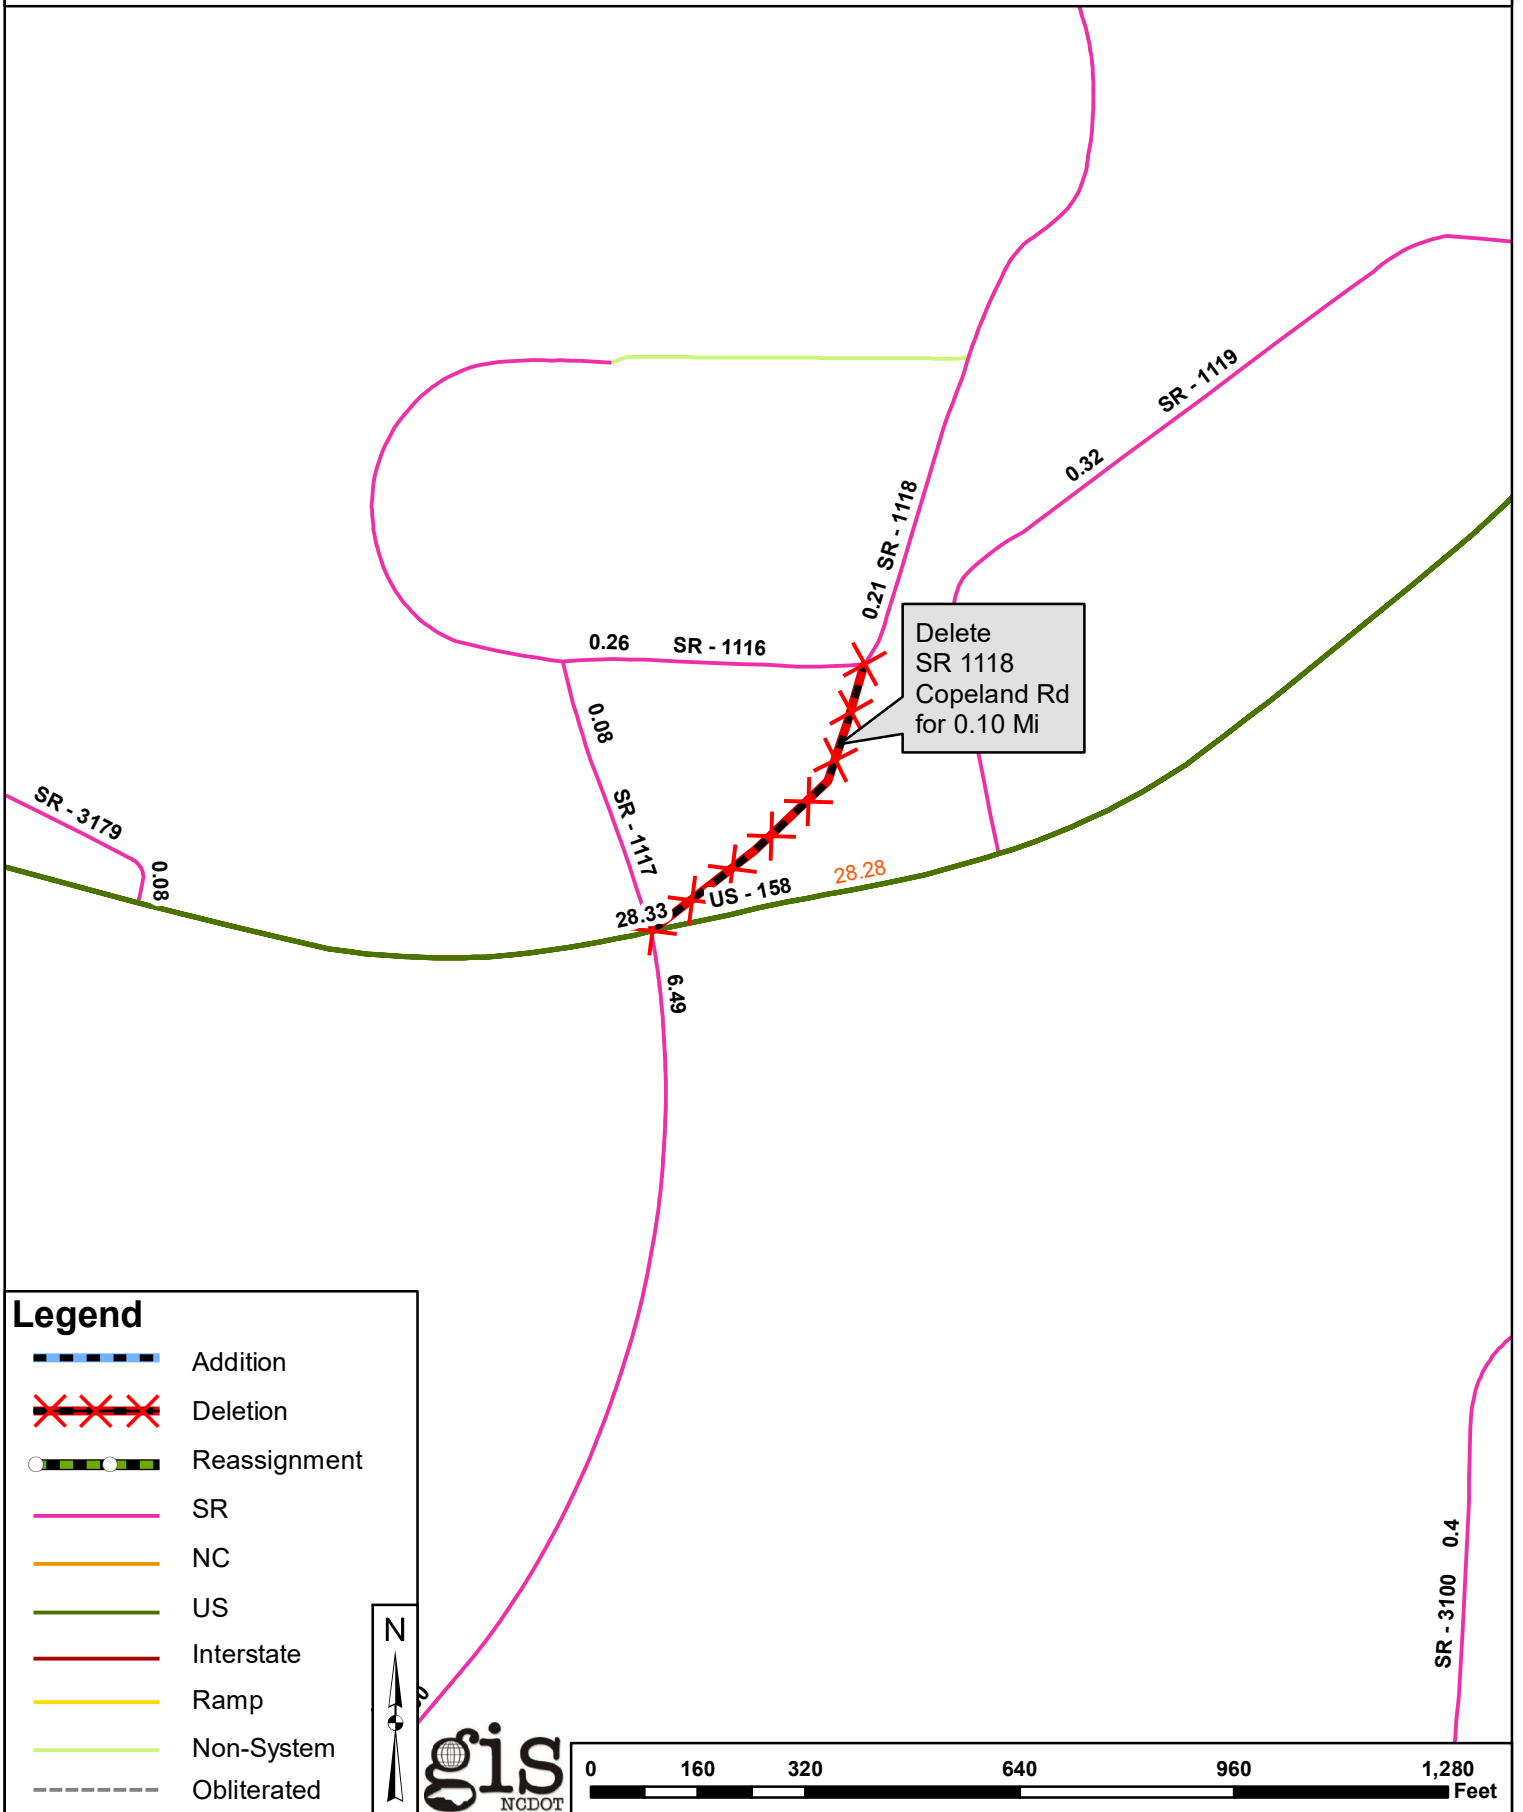 SR - 1119
0.32
0.21 SR - 1118
Delete
SR 1118
Copeland Rd
for 0.10 Mi
0.26 SR - 1116
0.08
SR - 1117
SR - 3179
0.08
28.28
US - 158
28.33
6.49
0.4
SR - 3100
Legend
Addition
Deletion
Reassignment
SR
NC
US
Interstate
Ramp
Non-System
Obliterated
N
gis
NCDOT
0 160 320 640 960 1,280
Feet